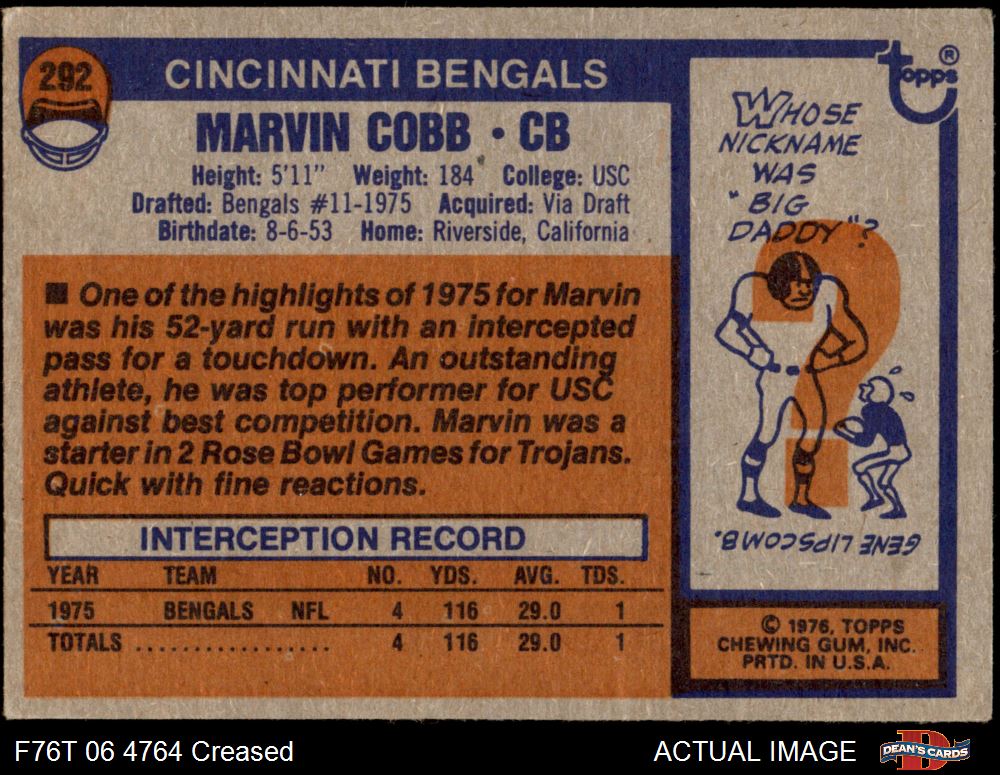 292
CINCINNATI BENGALS
MARVIN COBB • CB
Height: 5'11" Weight: 184 College: USC
Drafted: Bengals #11-1975 Acquired: Via Draft
Birthdate: 8-6-53 Home: Riverside, California
■ One of the highlights of 1975 for Marvin
was his 52-yard run with an intercepted
pass for a touchdown. An outstanding
athlete, he was top performer for USC
against best competition. Marvin was a
starter in 2 Rose Bowl Games for Trojans.
Quick with fine reactions.
INTERCEPTION RECORD
YEAR TEAM NO. YDS. AVG. TDS.
1975 BENGALS NFL 4 116 29.0 1
TOTALS .................. 4 116 29.0 1
topps®
WHOSE
NICKNAME
WAS
"BIG
DADDY"?
GENE LIPSCOMB.
© 1976, TOPPS
CHEWING GUM, INC.
PRTD. IN U.S.A.
F76T 06 4764 Creased
ACTUAL IMAGE
DEAN'S CARDS